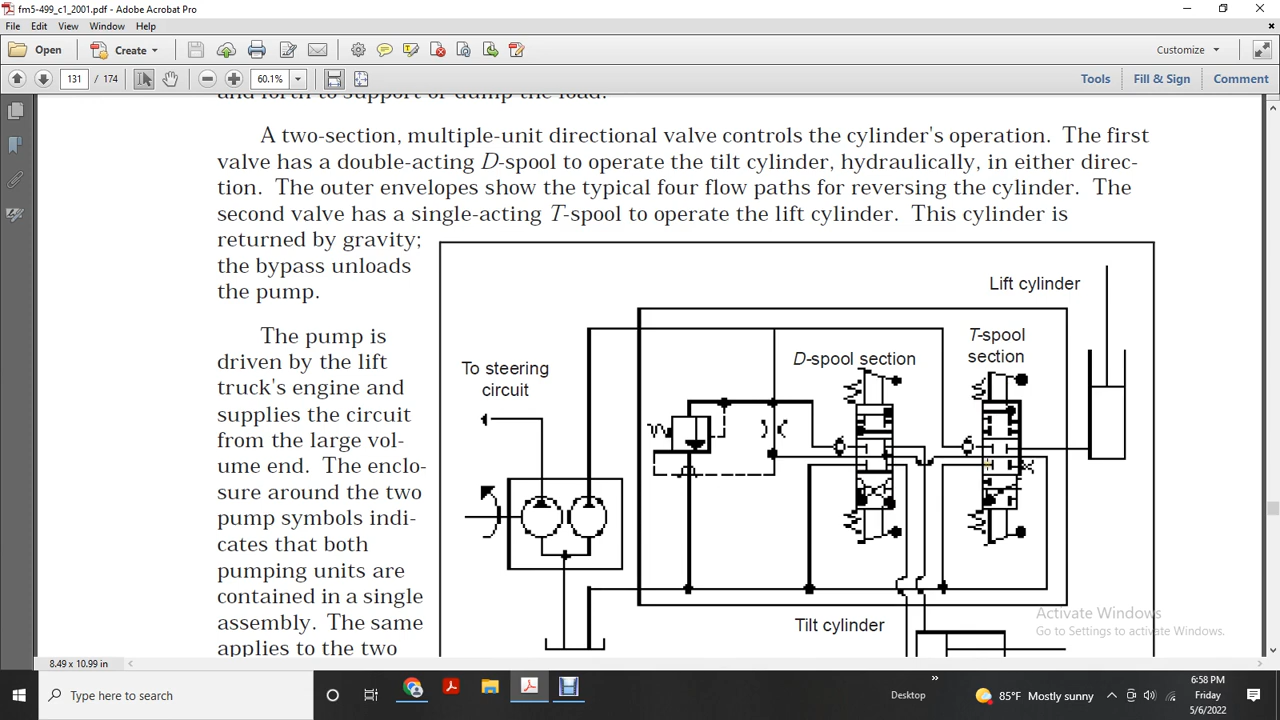 fm5-499_c1_2001.pdf - Adobe Acrobat Pro
File Edit View Window Help
Open Create Customize
131 / 174 60.1% Tools Fill & Sign Comment
and forth to support or dump the load.
A two-section, multiple-unit directional valve controls the cylinder's operation. The first
valve has a double-acting D-spool to operate the tilt cylinder, hydraulically, in either direc-
tion. The outer envelopes show the typical four flow paths for reversing the cylinder. The
second valve has a single-acting T-spool to operate the lift cylinder. This cylinder is
returned by gravity;
the bypass unloads
the pump.
The pump is
driven by the lift
truck's engine and
supplies the circuit
from the large vol-
ume end. The enclo-
sure around the two
pump symbols indi-
cates that both
pumping units are
contained in a single
assembly. The same
applies to the two
Lift cylinder
T-spool
section
D-spool section
To steering
circuit
Tilt cylinder
Activate Windows
Go to Settings to activate Windows.
8.49 x 10.99 in
Type here to search
Desktop
85°F Mostly sunny
6:58 PM
Friday
5/6/2022